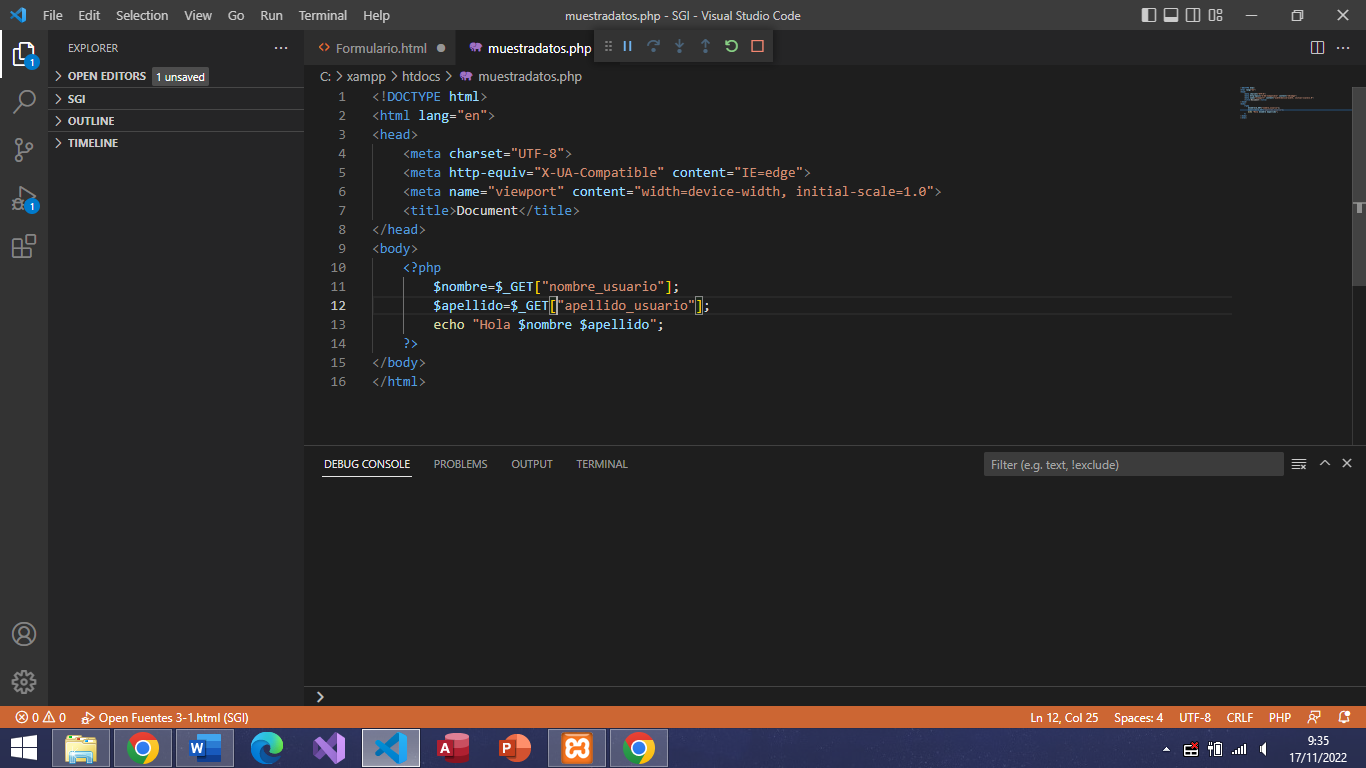 File Edit Selection View Go Run Terminal Help muestradatos.php - SGI - Visual Studio Code
EXPLORER
OPEN EDITORS 1 unsaved
SGI
OUTLINE
TIMELINE
1
1
Formulario.html muestradatos.php
C: > xampp > htdocs > muestradatos.php
1 <!DOCTYPE html>
2 <html lang="en">
3 <head>
4 <meta charset="UTF-8">
5 <meta http-equiv="X-UA-Compatible" content="IE=edge">
6 <meta name="viewport" content="width=device-width, initial-scale=1.0">
7 <title>Document</title>
8 </head>
9 <body>
10 <?php
11 $nombre=$_GET["nombre_usuario"];
12 $apellido=$_GET["apellido_usuario"];
13 echo "Hola $nombre $apellido";
14 ?>
15 </body>
16 </html>
DEBUG CONSOLE PROBLEMS OUTPUT TERMINAL Filter (e.g. text, !exclude)
0 0 Open Fuentes 3-1.html (SGI) Ln 12, Col 25 Spaces: 4 UTF-8 CRLF PHP
9:35
17/11/2022